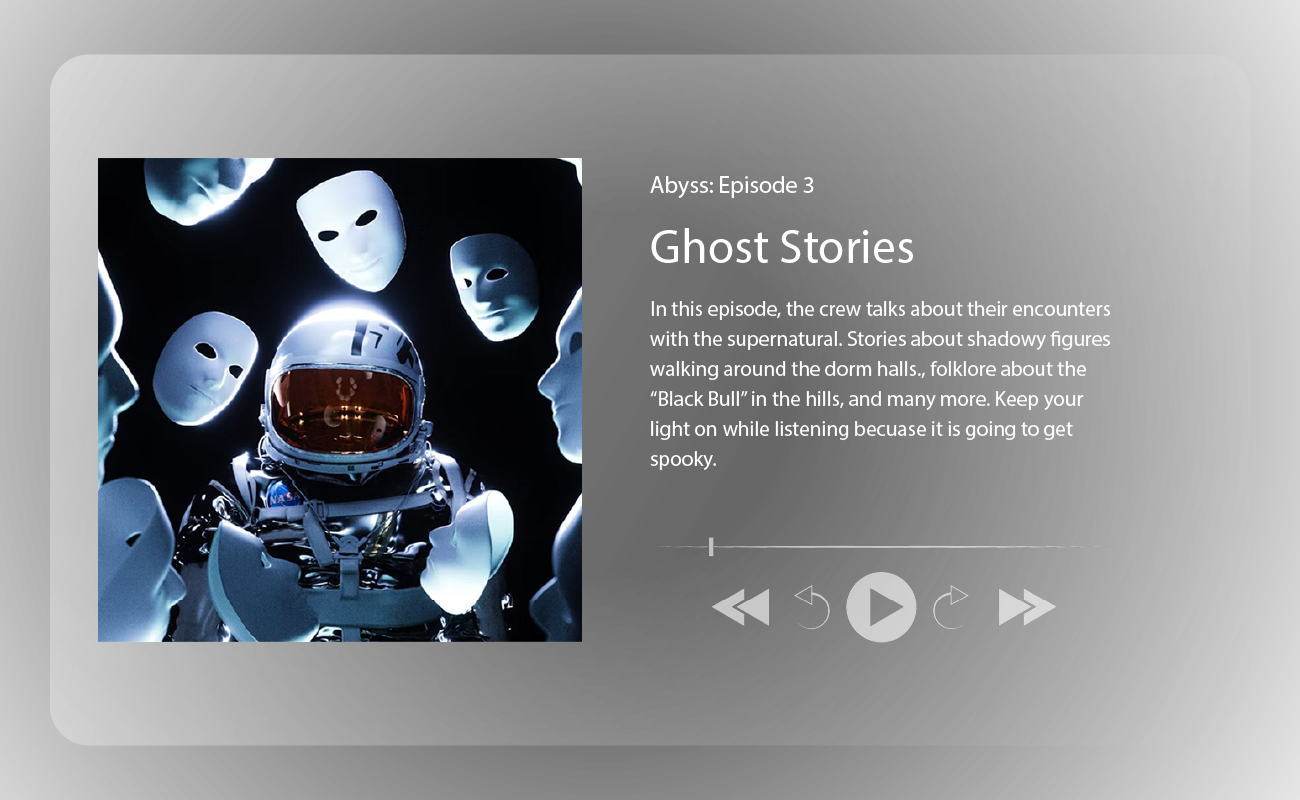 Abyss: Episode 3
Ghost Stories
In this episode, the crew talks about their encounters
with the supernatural. Stories about shadowy figures
walking around the dorm halls., folklore about the
“Black Bull” in the hills, and many more. Keep your
light on while listening becuase it is going to get
spooky.
NASA